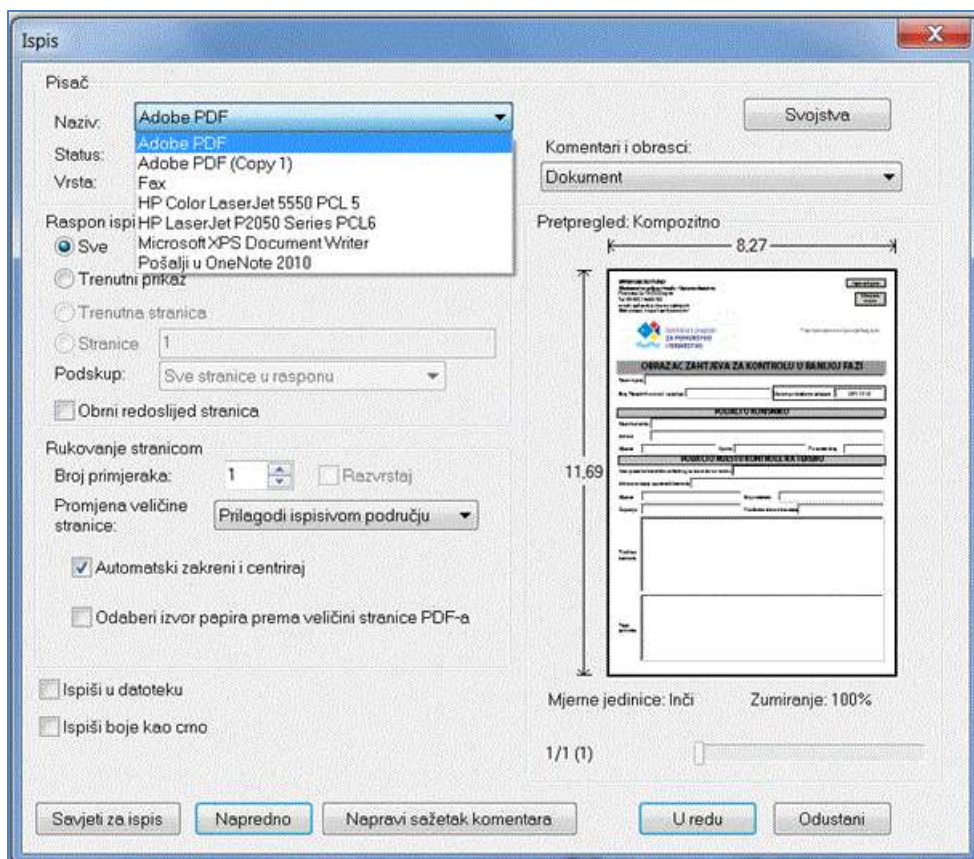 Ispis
Pisač
Naziv:
Adobe PDF
Svojstva
Adobe PDF
Adobe PDF (Copy 1)
Fax
HP Color LaserJet 5550 PCL 5
HP LaserJet P2050 Series PCL6
Microsoft XPS Document Writer
Pošalji u OneNote 2010
Status:
Vrsta:
Komentari i obrasci:
Dokument
Raspon ispi
Sve
Trenutni prikaz
Trenutna stranica
Stranice
1
Podskup:
Sve stranice u rasponu
Obrni redoslijed stranica
Rukovanje stranicom
Broj primjeraka:
1
Razvrstaj
Promjena veličine
stranice:
Prilagodi ispisivom području
Automatski zakreni i centriraj
Odaberi izvor papira prema veličini stranice PDF-a
Ispiši u datoteku
Ispiši boje kao crno
Pretpregled: Kompozitno
8,27
11,69
OBRAZAC ZAHTJEVA ZA KONTROLU U RANIJOJ FAZI
PODACI O KORISNIKU
Mjerne jedinice: Inči
Zumiranje: 100%
1/1 (1)
Savjeti za ispis
Napredno
Napravi sažetak komentara
U redu
Odustani